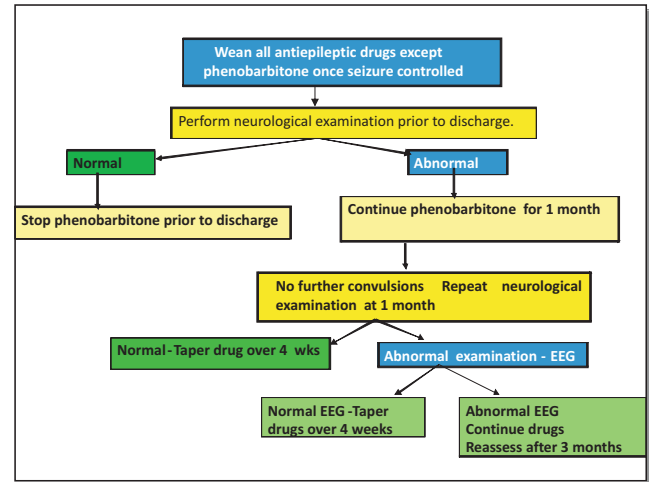 Wean all antiepileptic drugs except
phenobarbitone once seizure controlled
Perform neurological examination prior to discharge.
Normal
Abnormal
Stop phenobarbitone prior to discharge
Continue phenobarbitone for 1 month
No further convulsions Repeat neurological
examination at 1 month
Normal-Taper drug over 4 wks
Abnormal examination - EEG
Normal EEG -Taper
drugs over 4 weeks
Abnormal EEG
Continue drugs
Reassess after 3 months